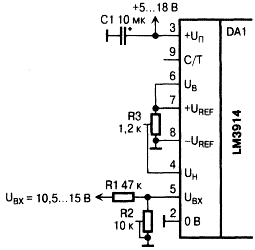 +5...18 В
C1 10 мк
+
3
+UП
DA1
9
C/T
6
UВ
7
+UREF
R3
1,2 к
8
−UREF
LM3914
4
UН
R1 47 к
5
UВХ
UВХ = 10,5...15 В
R2
10 к
2
0 В